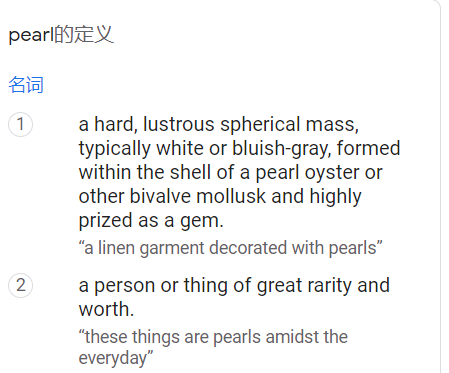 pearl的定义
名词
1
a hard, lustrous spherical mass,
typically white or bluish-gray, formed
within the shell of a pearl oyster or
other bivalve mollusk and highly
prized as a gem.
“a linen garment decorated with pearls”
2
a person or thing of great rarity and
worth.
“these things are pearls amidst the
everyday”